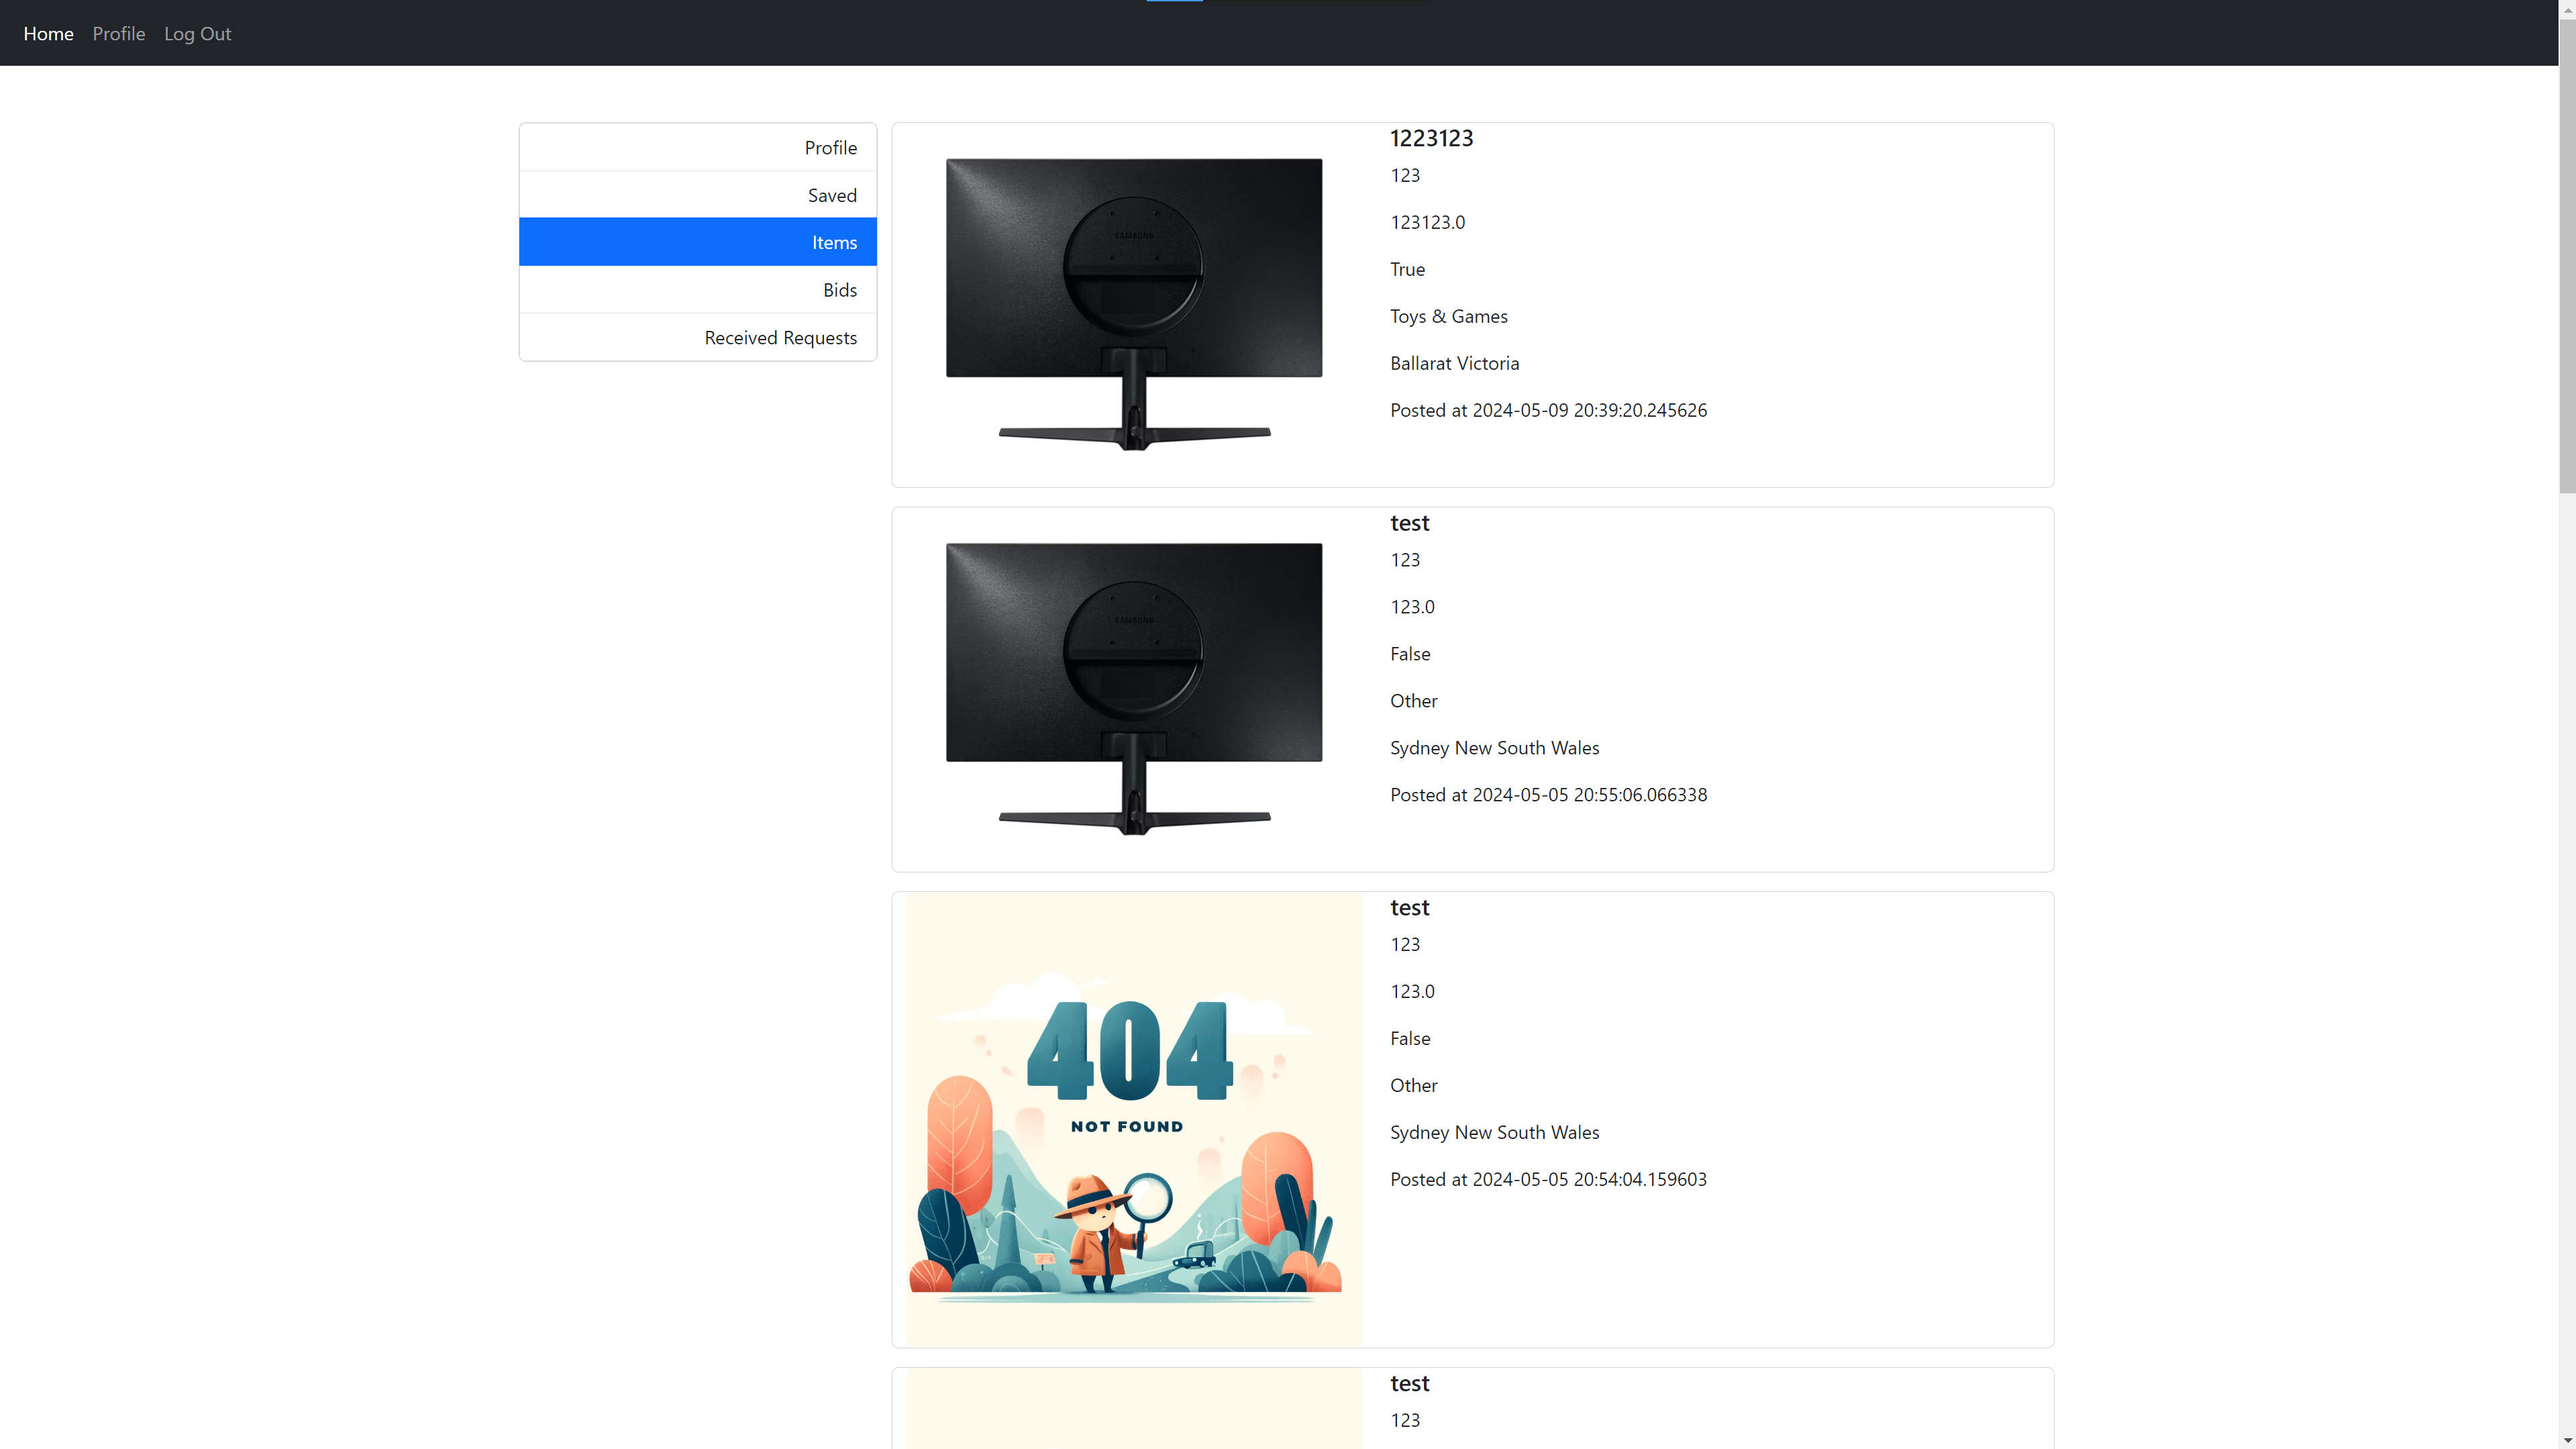 Home Profile Log Out
Profile
Saved
Items
Bids
Received Requests
SAMSUNG
1223123
123
123123.0
True
Toys & Games
Ballarat Victoria
Posted at 2024-05-09 20:39:20.245626
SAMSUNG
test
123
123.0
False
Other
Sydney New South Wales
Posted at 2024-05-05 20:55:06.066338
404
NOT FOUND
test
123
123.0
False
Other
Sydney New South Wales
Posted at 2024-05-05 20:54:04.159603
test
123